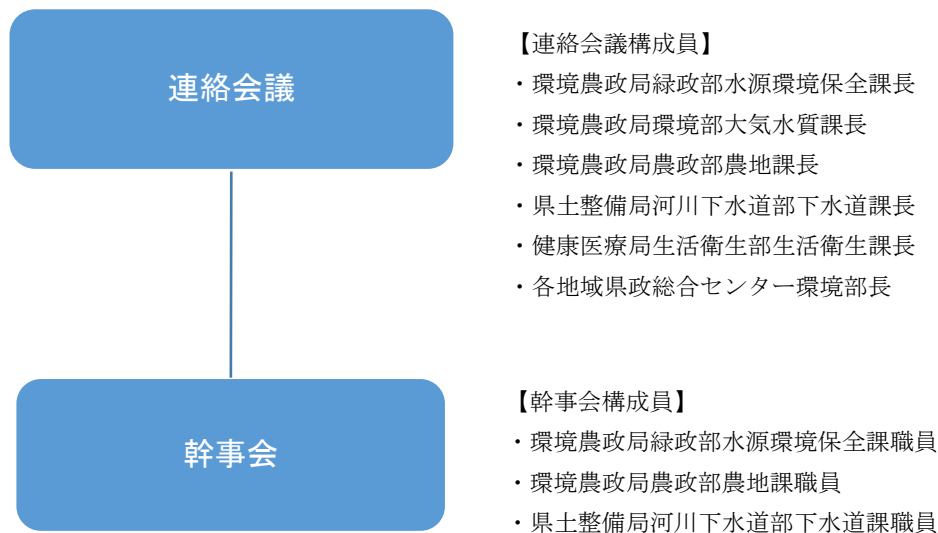 連絡会議
【連絡会議構成員】
・環境農政局緑政部水源環境保全課長
・環境農政局環境部大気水質課長
・環境農政局農政部農地課長
・県土整備局河川下水道部下水道課長
・健康医療局生活衛生部生活衛生課長
・各地域県政総合センター環境部長
幹事会
【幹事会構成員】
・環境農政局緑政部水源環境保全課職員
・環境農政局農政部農地課職員
・県土整備局河川下水道部下水道課職員